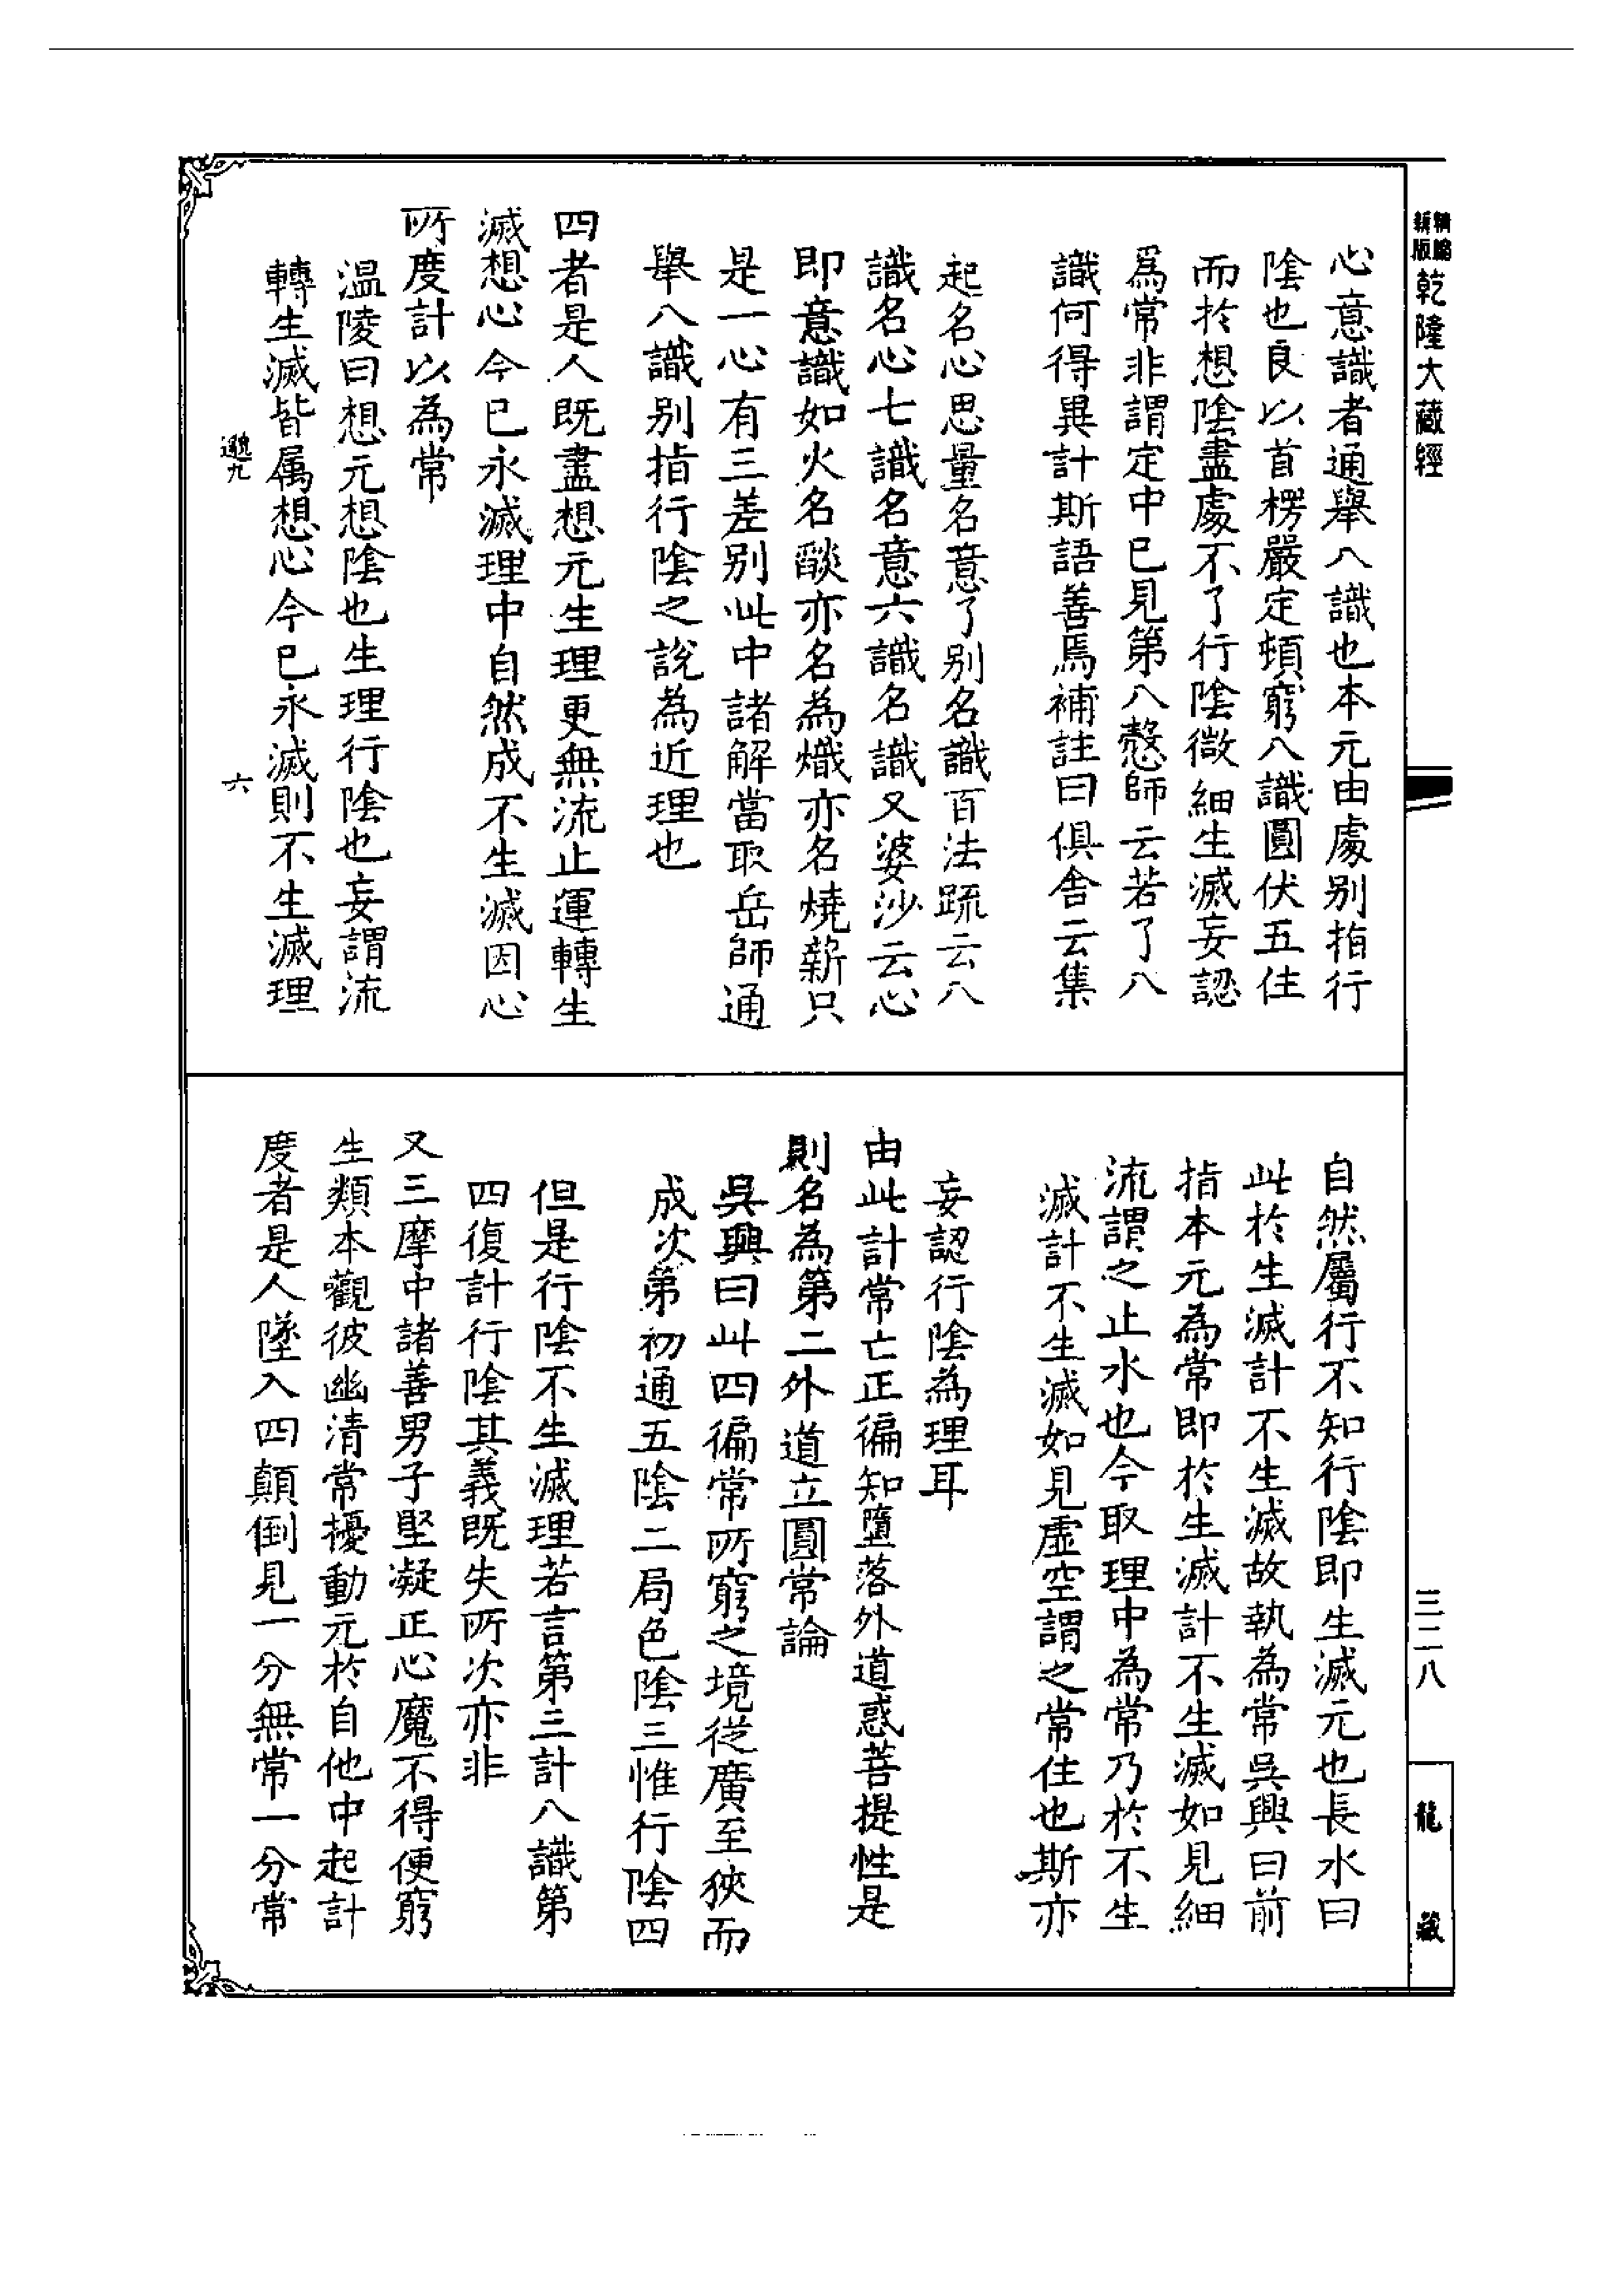 新編縮版乾隆大藏經
三二八
龍藏
心意識者通舉八識也本元由處別指行
陰也良以首楞嚴定頓窮八識圓伏五住
而於想陰盡處不了行陰微細生滅妄認
爲常非謂定中已見第八憨師云若了八
識何得異計斯語善焉補註曰俱舍云集
起名心思量名意了別名識百法疏云八
識名心七識名意六識名識又婆沙云心
即意識如火名燄亦名為熾亦名燒薪只
是一心有三差別此中諸解當取岳師通
舉八識別指行陰之說為近理也
四者是人既盡想元生理更無流止運轉生
滅想心今已永滅理中自然成不生滅因心
所度計以為常
溫陵曰想元想陰也生理行陰也妄謂流
轉生滅皆属想心今已永滅則不生滅理
邈九
六
自然屬行不知行陰即生滅元也長水曰
此於生滅計不生滅故執為常吳興曰前
指本元為常即於生滅計不生滅如見細
流謂之止水也今取理中為常乃於不生
滅計不生滅如見虛空謂之常住也斯亦
妄認行陰為理耳
由此計常亡正徧知墮落外道惑菩提性是
則名為第二外道立圓常論
吳興曰此四徧常所窮之境從廣至狹而
成次第初通五陰二局色陰三惟行陰四
但是行陰不生滅理若言第三計八識第
四復計行陰其義既失所次亦非
又三摩中諸善男子堅凝正心魔不得便窮
生類本觀彼幽清常擾動元於自他中起計
度者是人墜入四顛倒見一分無常一分常